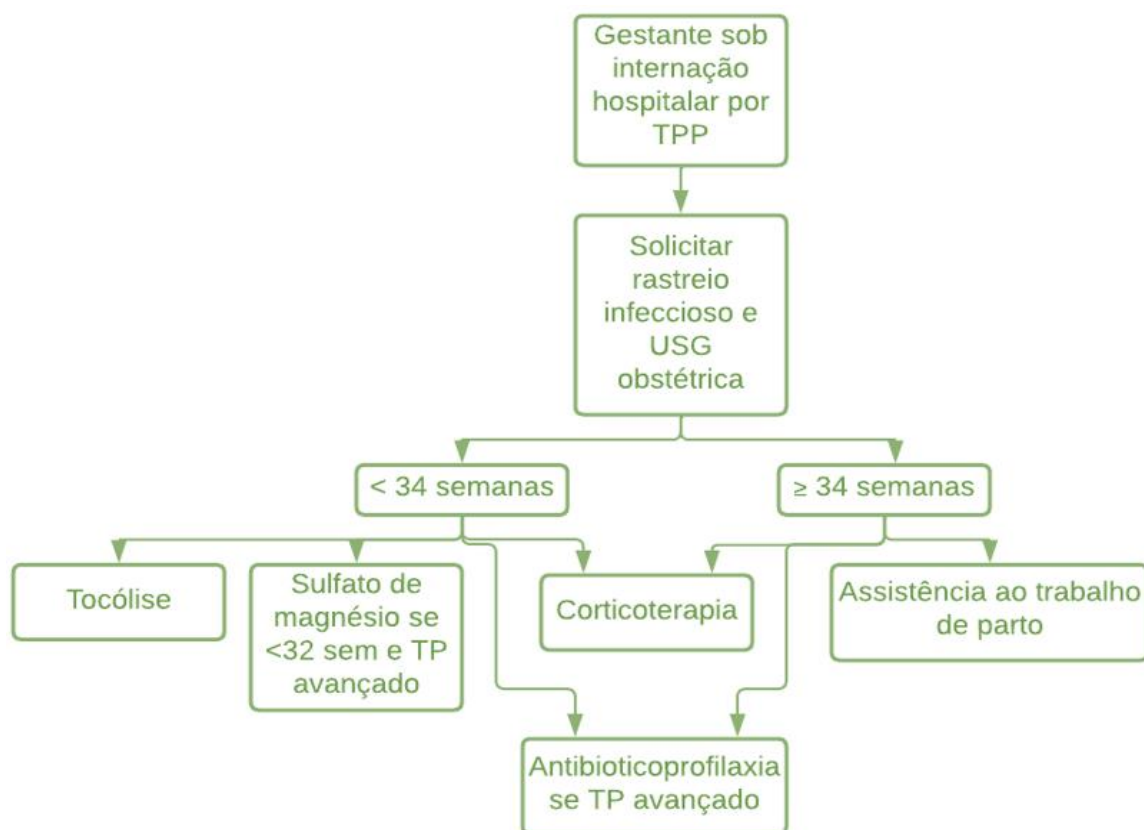 Gestante sob
internação
hospitalar por
TPP
Solicitar
rastreio
infeccioso e
USG
obstétrica
< 34 semanas
≥ 34 semanas
Tocólise
Sulfato de
magnésio se
<32 sem e TP
avançado
Corticoterapia
Assistência ao trabalho
de parto
Antibioticoprofilaxia
se TP avançado